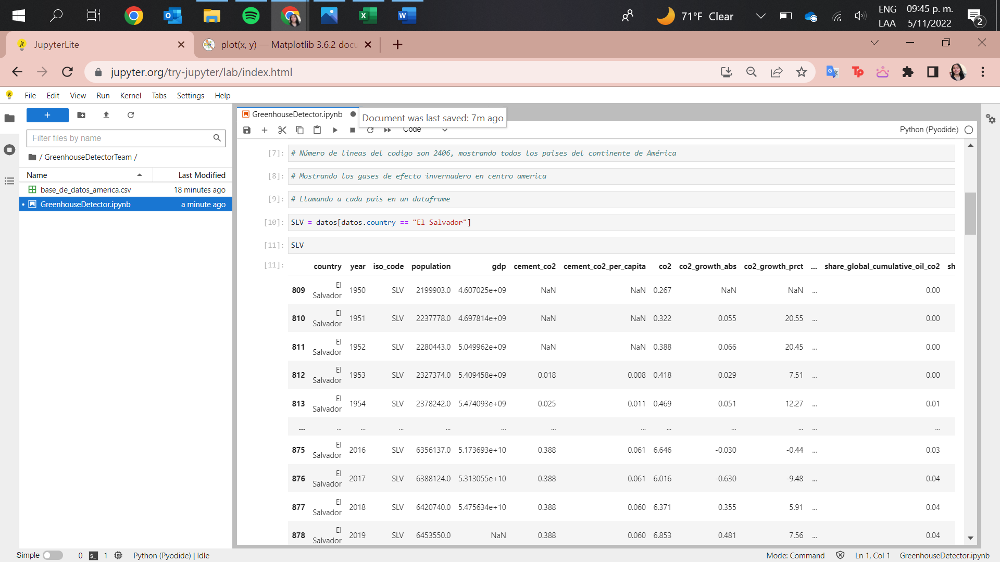 71°F Clear
ENG
LAA
09:45 p. m.
5/11/2022
2
JupyterLite
plot(x, y) — Matplotlib 3.6.2 docu
jupyter.org/try-jupyter/lab/index.html
File Edit View Run Kernel Tabs Settings Help
GreenhouseDetector.ipynb
Document was last saved: 7m ago
Code
Python (Pyodide)
Filter files by name
/ GreenhouseDetectorTeam /
Name Last Modified
base_de_datos_america.csv 18 minutes ago
GreenhouseDetector.ipynb a minute ago
[7]: # Número de lineas del codigo son 2406, mostrando todos los paises del continente de América
[8]: # Mostrando los gases de efecto invernadero en centro america
[9]: # Llamando a cada pais en un dataframe
[10]: SLV = datos[datos.country == "El Salvador"]
[11]: SLV
[11]:
country year iso_code population gdp cement_co2 cement_co2_per_capita co2 co2_growth_abs co2_growth_prct ... share_global_cumulative_oil_co2 sh
809 El Salvador 1950 SLV 2199903.0 4.607025e+09 NaN NaN 0.267 NaN NaN ... 0.00
810 El Salvador 1951 SLV 2237778.0 4.697814e+09 NaN NaN 0.322 0.055 20.55 ... 0.00
811 El Salvador 1952 SLV 2280443.0 5.049962e+09 NaN NaN 0.388 0.066 20.45 ... 0.00
812 El Salvador 1953 SLV 2327374.0 5.409458e+09 0.018 0.008 0.418 0.029 7.51 ... 0.00
813 El Salvador 1954 SLV 2378242.0 5.474093e+09 0.025 0.011 0.469 0.051 12.27 ... 0.01
... ... ... ... ... ... ... ... ... ... ... ... ...
875 El Salvador 2016 SLV 6356137.0 5.173693e+10 0.388 0.061 6.646 -0.030 -0.44 ... 0.03
876 El Salvador 2017 SLV 6388124.0 5.313055e+10 0.388 0.061 6.016 -0.630 -9.48 ... 0.04
877 El Salvador 2018 SLV 6420740.0 5.475634e+10 0.388 0.060 6.371 0.355 5.91 ... 0.04
878 El Salvador 2019 SLV 6453550.0 NaN 0.388 0.060 6.853 0.481 7.56 ... 0.04
Simple 0 1 Python (Pyodide) | Idle Mode: Command Ln 1, Col 1 GreenhouseDetector.ipynb